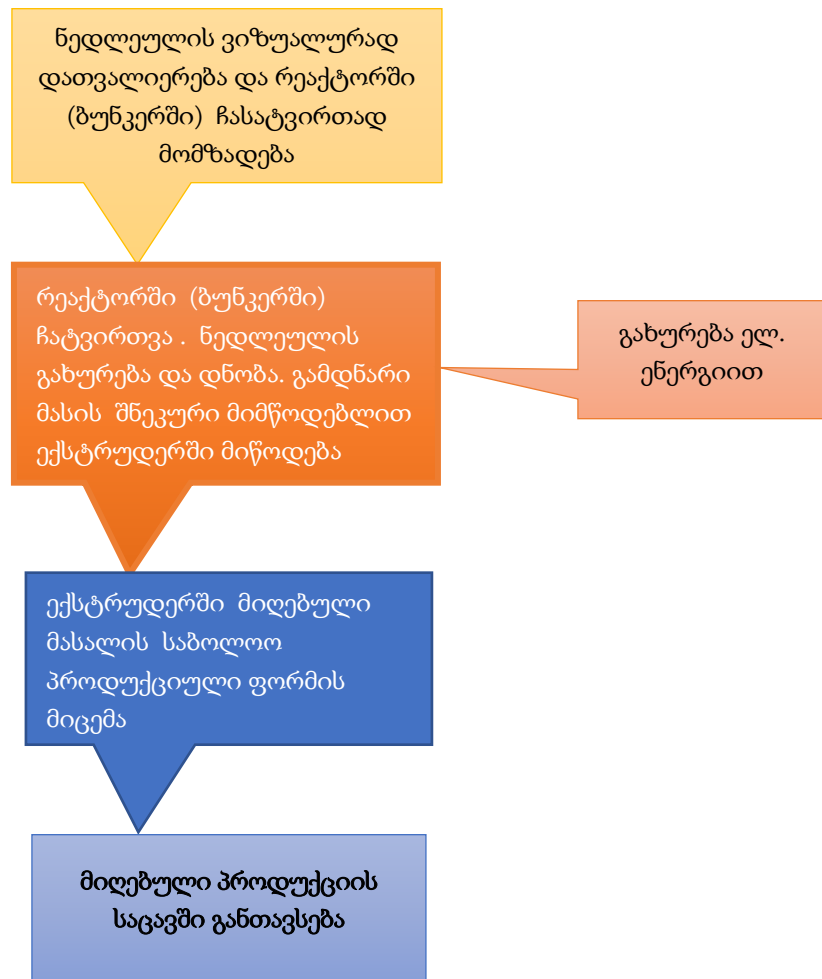 ნედლეულის ვიზუალურად
დათვალიერება და რეაქტორში
(ბუნკერში) ჩასატვირთად
მომზადება
რეაქტორში (ბუნკერში)
ჩატვირთვა . ნედლეულის
გახურება და დნობა. გამდნარი
მასის შნეკური მიმწოდებლით
ექსტრუდერში მიწოდება
გახურება ელ.
ენერგიით
ექსტრუდერში მიღებული
მასალის საბოლოო
პროდუქციული ფორმის
მიცემა
მიღებული პროდუქციის
საცავში განთავსება